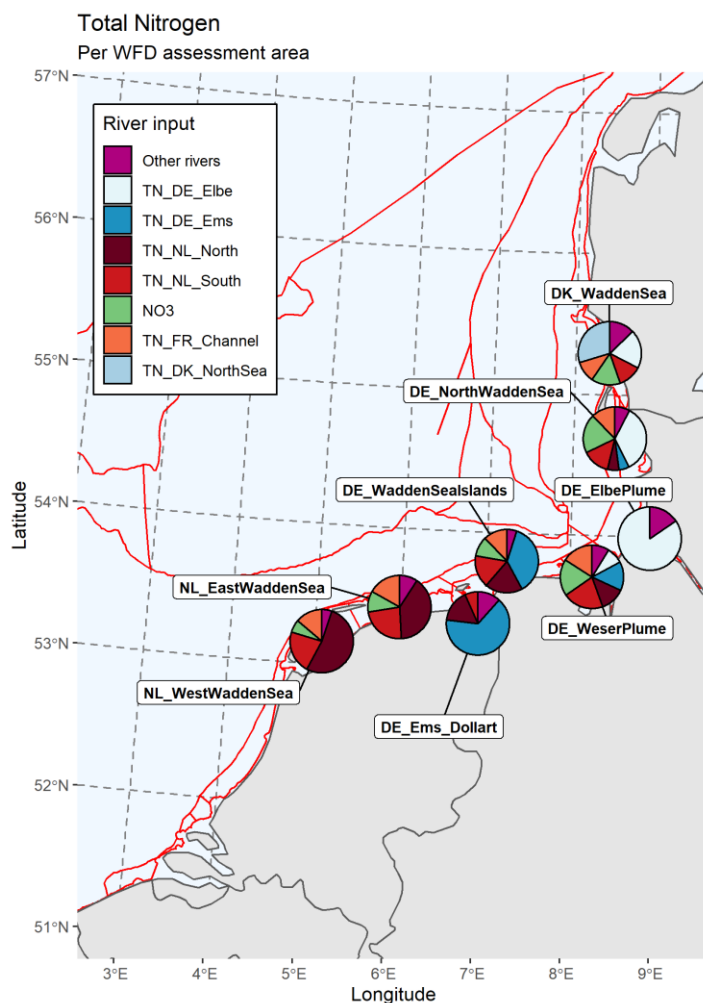 Total Nitrogen
Per WFD assessment area
57°N
River input
Other rivers
TN_DE_Elbe
TN_DE_Ems
TN_NL_North
TN_NL_South
NO3
TN_FR_Channel
TN_DK_NorthSea
56°N
DK_WaddenSea
55°N
DE_NorthWaddenSea
DE_WaddenSeaIslands
DE_ElbePlume
54°N
Latitude
NL_EastWaddenSea
DE_WeserPlume
53°N
NL_WestWaddenSea
DE_Ems_Dollart
52°N
51°N
3°E 4°E 5°E 6°E 7°E 8°E 9°E
Longitude